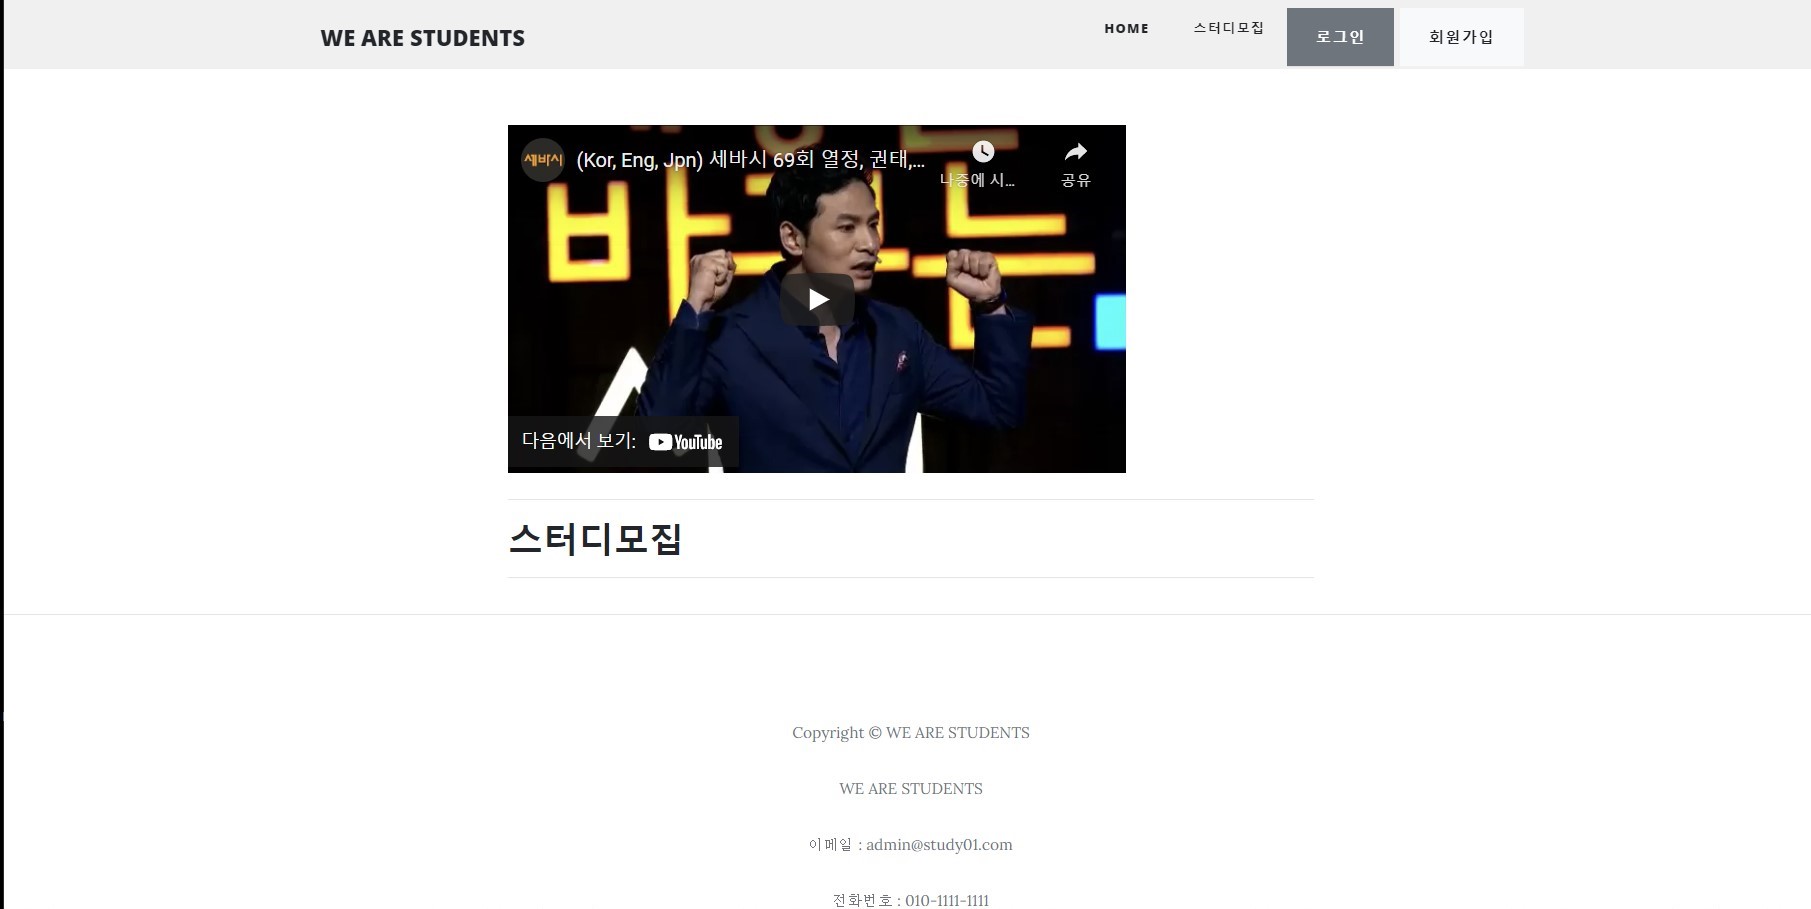 WE ARE STUDENTS
HOME
스터디모집
로그인
회원가입
세바시
(Kor, Eng, Jpn) 세바시 69회 열정, 권태,...
나중에 시...
공유
바
는
다음에서 보기: YouTube
스터디모집
Copyright © WE ARE STUDENTS
WE ARE STUDENTS
이메일 : admin@study01.com
전화번호 : 010-1111-1111